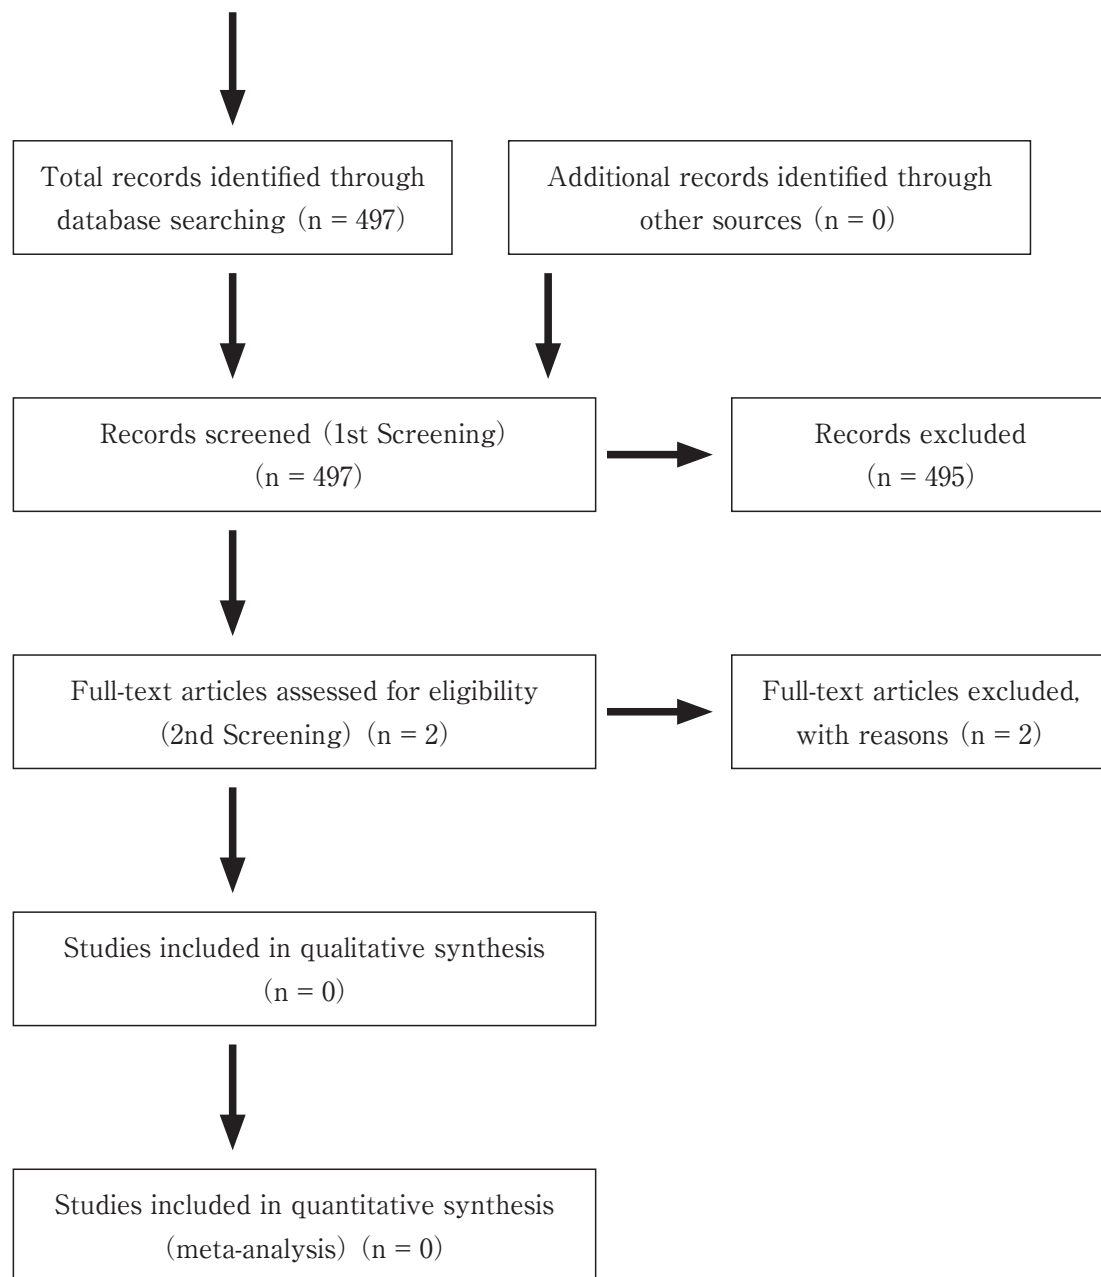 Total records identified through
database searching (n = 497)
Additional records identified through
other sources (n = 0)
Records screened (1st Screening)
(n = 497)
Records excluded
(n = 495)
Full-text articles assessed for eligibility
(2nd Screening) (n = 2)
Full-text articles excluded,
with reasons (n = 2)
Studies included in qualitative synthesis
(n = 0)
Studies included in quantitative synthesis
(meta-analysis) (n = 0)